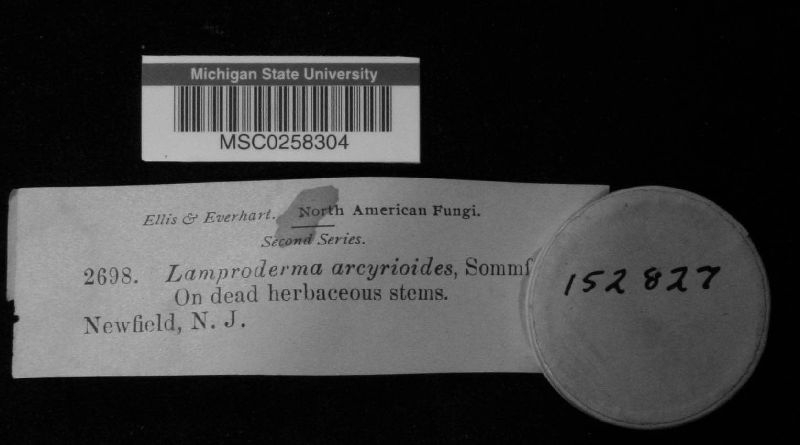 Michigan State University
MSC0258304
Ellis & Everhart. North American Fungi.
Second Series.
2698. Lamproderma arcyrioides, Sommf
On dead herbaceous stems.
Newfield, N. J.
152827